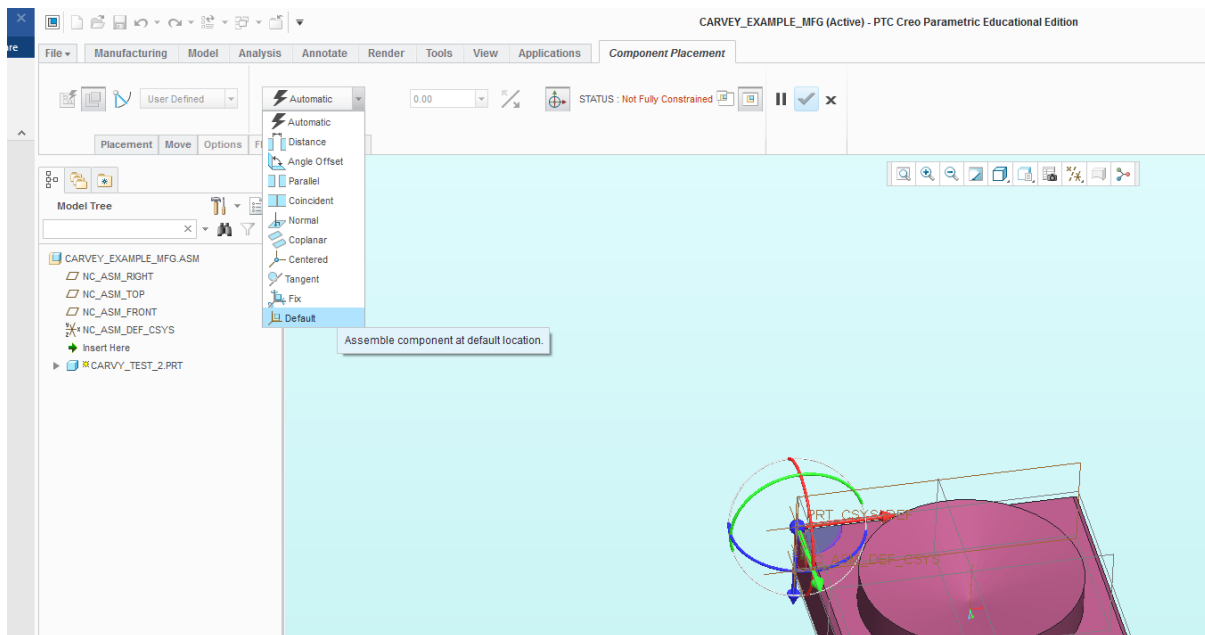 CARVEY_EXAMPLE_MFG (Active) - PTC Creo Parametric Educational Edition
File Manufacturing Model Analysis Annotate Render Tools View Applications Component Placement
User Defined Automatic 0.00 STATUS : Not Fully Constrained
Automatic
Distance
Placement Move Options
Angle Offset
Parallel
Coincident
Model Tree
Normal
Coplanar
CARVEY_EXAMPLE_MFG.ASM
Centered
NC_ASM_RIGHT
Tangent
NC_ASM_TOP
Fix
NC_ASM_FRONT
Default
NC_ASM_DEF_CSYS
Assemble component at default location.
Insert Here
CARVY_TEST_2.PRT
PRT_CSYS_DEF
ASM_DEF_CSYS